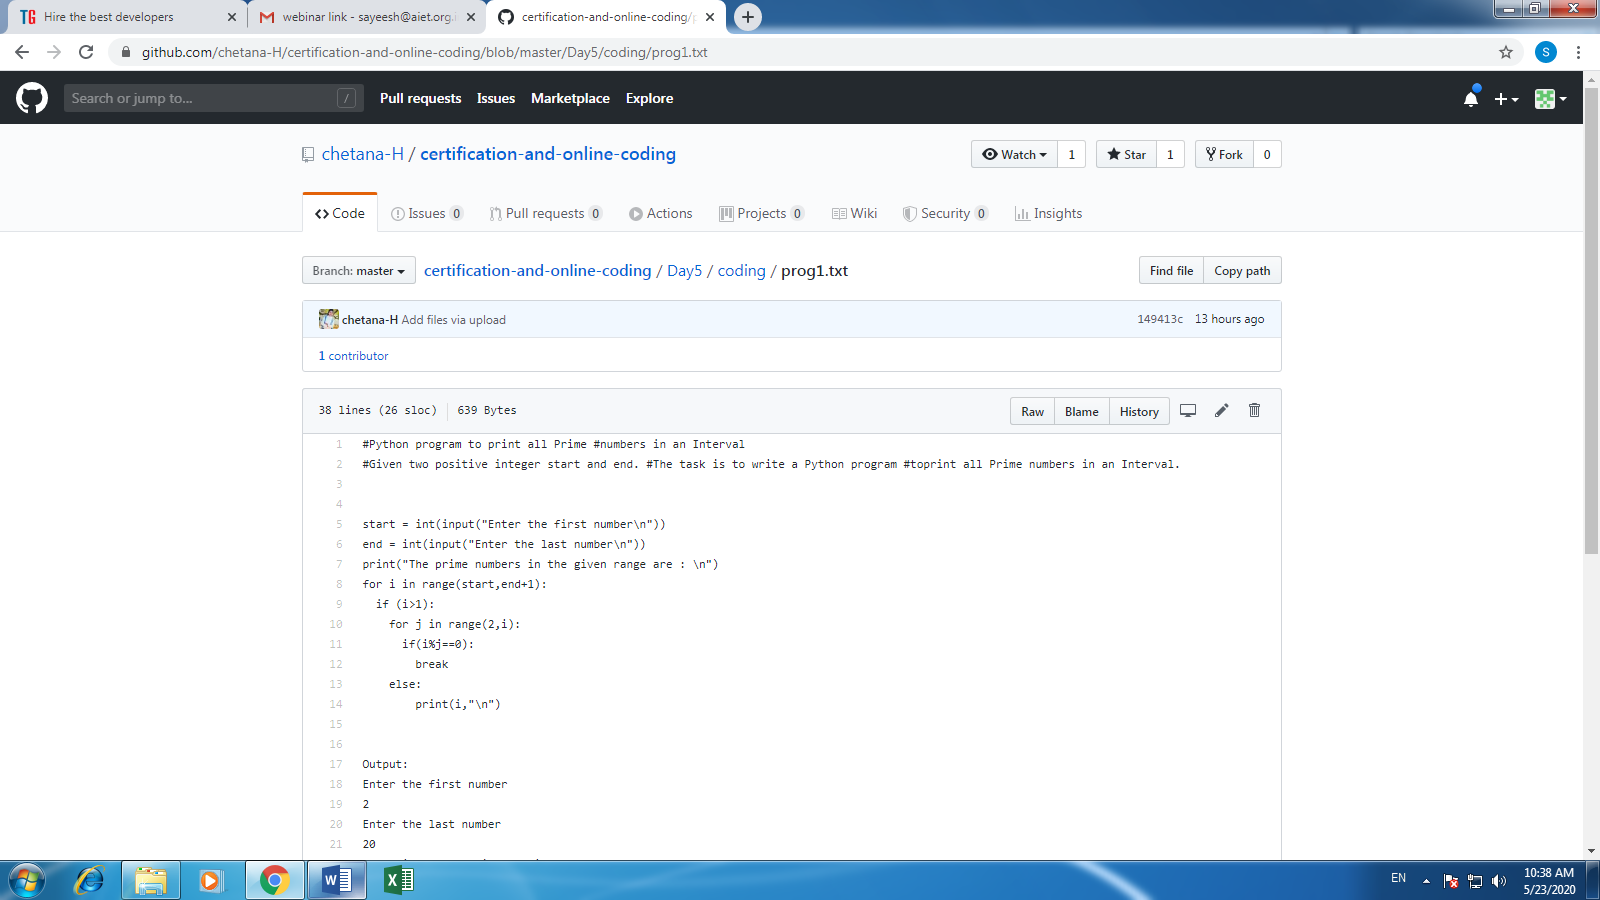 Hire the best developers
webinar link - sayeesh@aiet.org.
certification-and-online-coding/
github.com/chetana-H/certification-and-online-coding/blob/master/Day5/coding/prog1.txt
S
Search or jump to...
/
Pull requests
Issues
Marketplace
Explore
chetana-H / certification-and-online-coding
Watch 1
Star 1
Fork 0
Code
Issues 0
Pull requests 0
Actions
Projects 0
Wiki
Security 0
Insights
Branch: master
certification-and-online-coding / Day5 / coding / prog1.txt
Find file
Copy path
chetana-H Add files via upload
149413c 13 hours ago
1 contributor
38 lines (26 sloc) 639 Bytes
Raw
Blame
History
1 #Python program to print all Prime #numbers in an Interval
2 #Given two positive integer start and end. #The task is to write a Python program #toprint all Prime numbers in an Interval.
3
4
5 start = int(input("Enter the first number\n"))
6 end = int(input("Enter the last number\n"))
7 print("The prime numbers in the given range are : \n")
8 for i in range(start,end+1):
9 if (i>1):
10 for j in range(2,i):
11 if(i%j==0):
12 break
13 else:
14 print(i,"\n")
15
16
17 Output:
18 Enter the first number
19 2
20 Enter the last number
21 20
EN
10:38 AM
5/23/2020